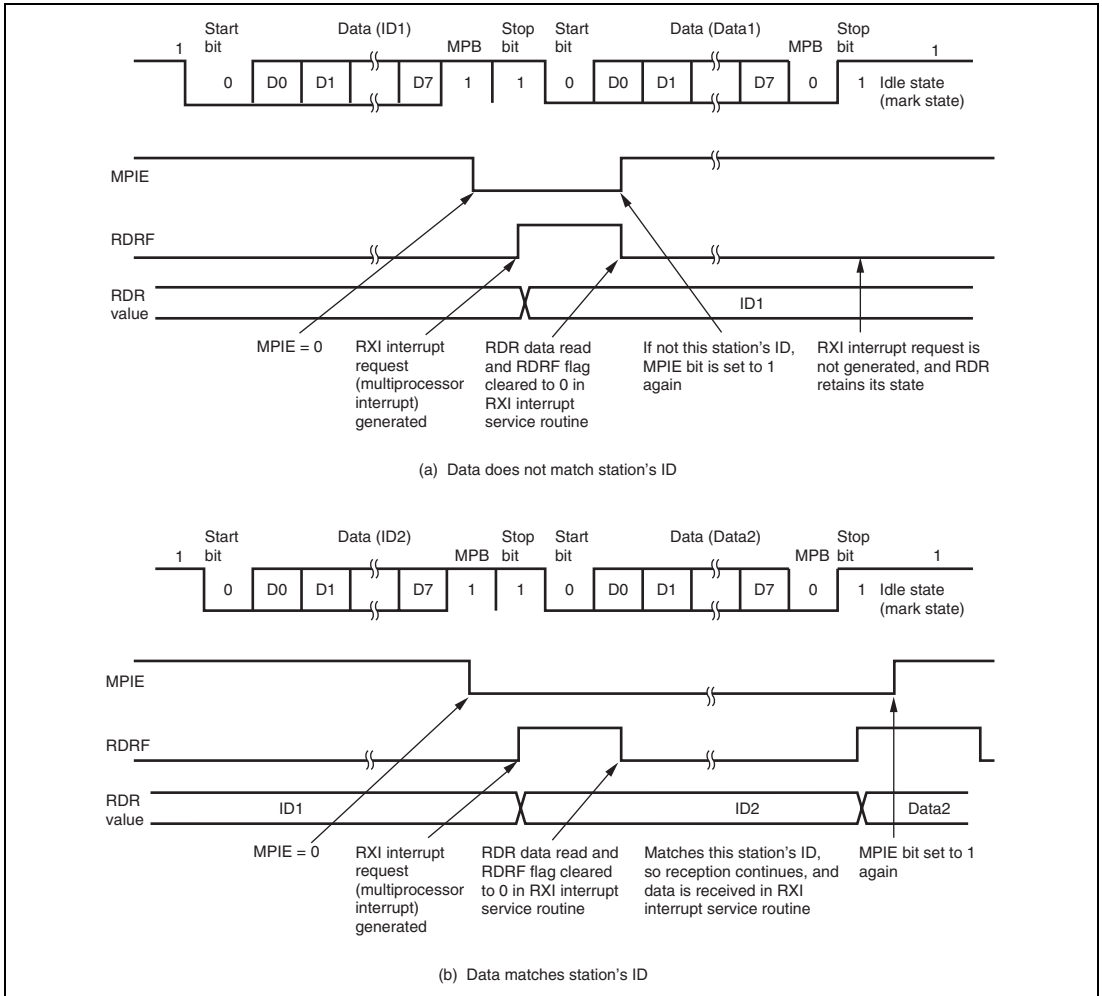 Start bit Data (ID1) MPB Stop bit Start bit Data (Data1) MPB Stop bit
1 0 D0 D1 D7 1 1 0 D0 D1 D7 0 1 1
Idle state (mark state)
MPIE
RDRF
RDR value
ID1
MPIE = 0
RXI interrupt
request
(multiprocessor
interrupt)
generated
RDR data read
and RDRF flag
cleared to 0 in
RXI interrupt
service routine
If not this station's ID,
MPIE bit is set to 1
again
RXI interrupt request is
not generated, and RDR
retains its state
(a) Data does not match station's ID
Start bit Data (ID2) MPB Stop bit Start bit Data (Data2) MPB Stop bit
1 0 D0 D1 D7 1 1 0 D0 D1 D7 0 1 1
Idle state (mark state)
MPIE
RDRF
RDR value
ID1 ID2 Data2
MPIE = 0
RXI interrupt
request
(multiprocessor
interrupt)
generated
RDR data read and
RDRF flag cleared
to 0 in RXI interrupt
service routine
Matches this station's ID,
so reception continues, and
data is received in RXI
interrupt service routine
MPIE bit set to 1
again
(b) Data matches station's ID